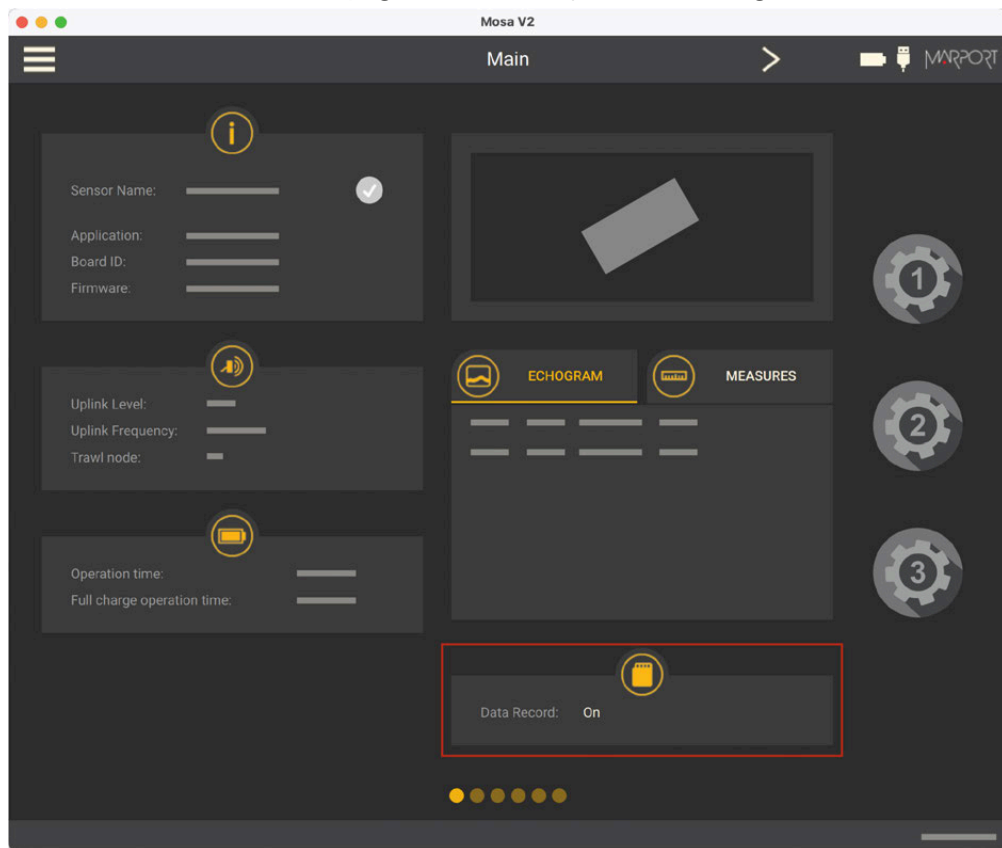 Mosa V2
Main
MARPORT
Sensor Name:
Application:
Board ID:
Firmware:
1
Uplink Level:
Uplink Frequency:
Trawl node:
ECHOGRAM
MEASURES
2
Operation time:
Full charge operation time:
3
Data Record: On